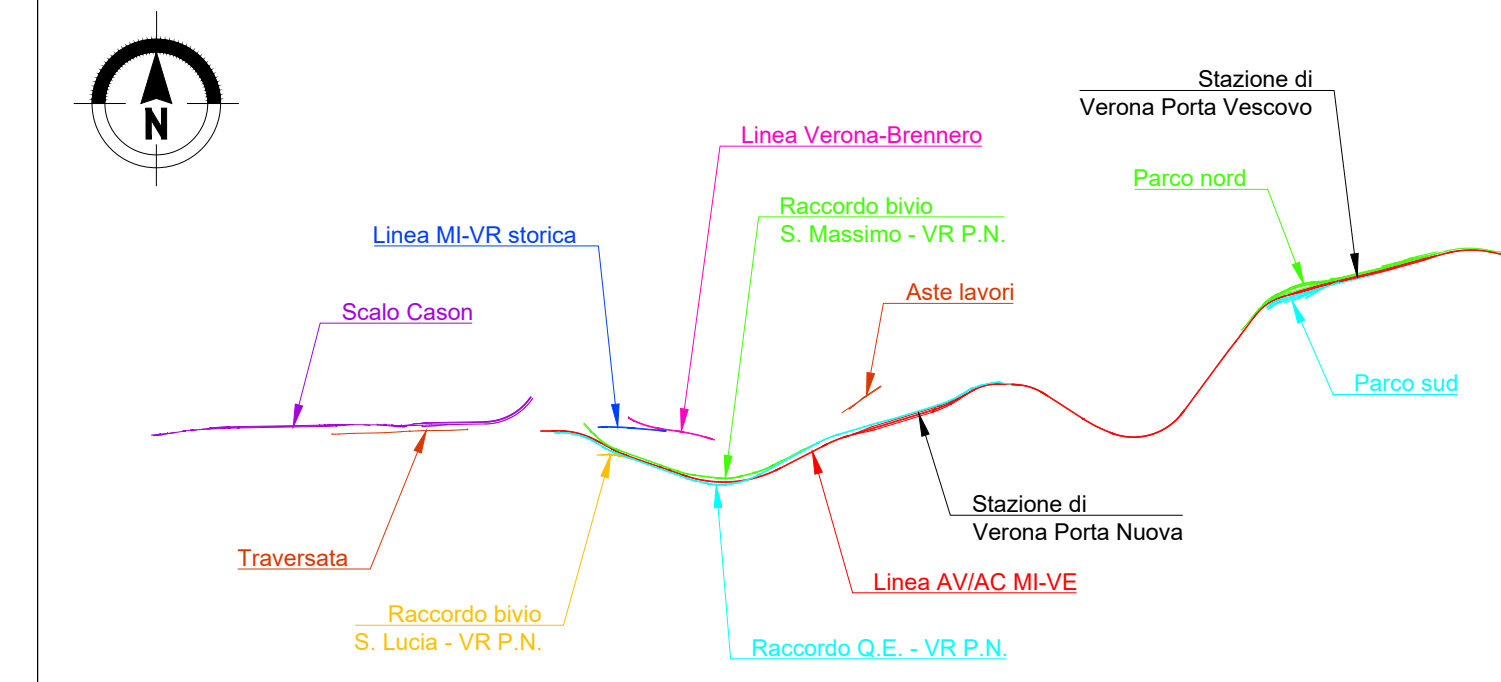 N
Stazione di
Verona Porta Vescovo
Linea Verona-Brennero
Parco nord
Raccordo bivio
S. Massimo - VR P.N.
Linea MI-VR storica
Aste lavori
Scalo Cason
Parco sud
Stazione di
Verona Porta Nuova
Traversata
Linea AV/AC MI-VE
Raccordo bivio
S. Lucia - VR P.N.
Raccordo Q.E. - VR P.N.